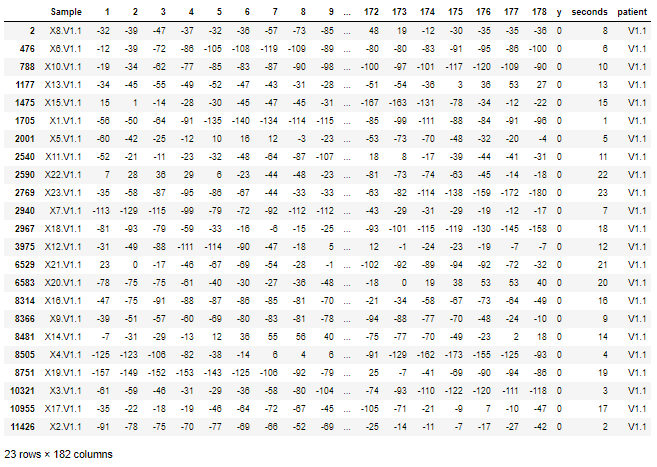 Sample 1 2 3 4 5 6 7 8 9 ... 172 173 174 175 176 177 178 y seconds patient
2 X8.V1.1 -32 -39 -47 -37 -32 -36 -57 -73 -85 ... 48 19 -12 -30 -35 -35 -36 0 8 V1.1
476 X6.V1.1 -12 -39 -72 -86 -105 -108 -119 -109 -89 ... -80 -80 -83 -91 -95 -86 -100 0 6 V1.1
788 X10.V1.1 -19 -34 -62 -77 -85 -83 -87 -90 -98 ... -100 -97 -101 -117 -120 -109 -90 0 10 V1.1
1177 X13.V1.1 -34 -45 -55 -49 -52 -47 -43 -31 -28 ... -51 -54 -36 3 36 53 27 0 13 V1.1
1475 X15.V1.1 15 1 -14 -28 -30 -45 -47 -45 -31 ... -167 -163 -131 -78 -34 -12 -22 0 15 V1.1
1705 X1.V1.1 -56 -50 -64 -91 -135 -140 -134 -114 -115 ... -85 -99 -111 -88 -84 -91 -96 0 1 V1.1
2001 X5.V1.1 -60 -42 -25 -12 10 16 12 -3 -23 ... -53 -73 -70 -48 -32 -20 -4 0 5 V1.1
2540 X11.V1.1 -52 -21 -11 -23 -32 -48 -64 -87 -107 ... 18 8 -17 -39 -44 -41 -31 0 11 V1.1
2590 X22.V1.1 7 28 36 29 6 -23 -44 -48 -23 ... -81 -73 -74 -63 -45 -14 -18 0 22 V1.1
2769 X23.V1.1 -35 -58 -87 -95 -86 -67 -44 -33 -33 ... -63 -82 -114 -138 -159 -172 -180 0 23 V1.1
2940 X7.V1.1 -113 -129 -115 -99 -79 -72 -92 -112 -112 ... -43 -29 -31 -29 -19 -12 -17 0 7 V1.1
2967 X18.V1.1 -81 -93 -79 -59 -33 -16 -6 -15 -25 ... -93 -101 -115 -119 -130 -145 -158 0 18 V1.1
3975 X12.V1.1 -31 -49 -88 -111 -114 -90 -47 -18 5 ... 12 -1 -24 -23 -19 -7 -7 0 12 V1.1
6529 X21.V1.1 23 0 -17 -46 -67 -69 -54 -28 -1 ... -102 -92 -89 -94 -92 -72 -32 0 21 V1.1
6583 X20.V1.1 -78 -75 -75 -61 -40 -30 -27 -36 -48 ... -18 0 19 38 53 53 40 0 20 V1.1
8314 X16.V1.1 -47 -75 -91 -88 -87 -86 -85 -81 -70 ... -21 -34 -58 -67 -73 -64 -49 0 16 V1.1
8366 X9.V1.1 -39 -51 -57 -60 -69 -80 -83 -81 -78 ... -94 -88 -77 -70 -48 -24 -10 0 9 V1.1
8481 X14.V1.1 -7 -31 -29 -13 12 36 55 56 40 ... -75 -77 -70 -49 -23 2 18 0 14 V1.1
8505 X4.V1.1 -125 -123 -106 -82 -38 -14 6 4 6 ... -91 -129 -162 -173 -155 -125 -93 0 4 V1.1
8751 X19.V1.1 -157 -149 -152 -153 -143 -125 -106 -92 -79 ... 25 -7 -41 -69 -90 -94 -86 0 19 V1.1
10321 X3.V1.1 -61 -59 -46 -31 -29 -36 -58 -80 -104 ... -74 -93 -110 -122 -120 -111 -118 0 3 V1.1
10955 X17.V1.1 -35 -22 -18 -19 -46 -64 -72 -67 -45 ... -105 -71 -21 -9 7 -10 -47 0 17 V1.1
11426 X2.V1.1 -91 -78 -75 -70 -77 -69 -66 -52 -69 ... -25 -14 -11 -7 -17 -27 -42 0 2 V1.1
23 rows × 182 columns